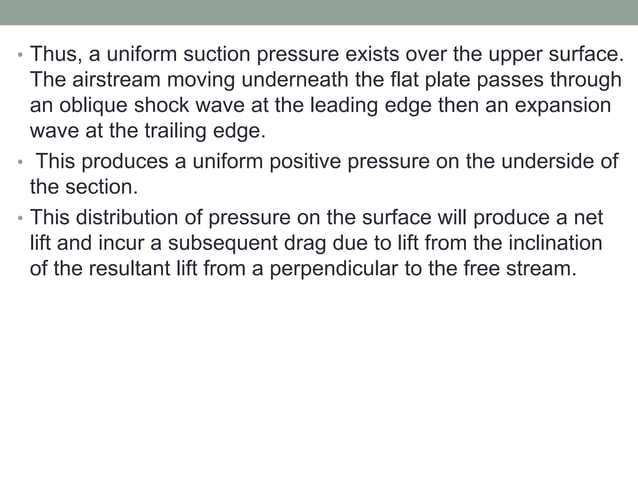 • Thus, a uniform suction pressure exists over the upper surface.
The airstream moving underneath the flat plate passes through
an oblique shock wave at the leading edge then an expansion
wave at the trailing edge.
• This produces a uniform positive pressure on the underside of
the section.
• This distribution of pressure on the surface will produce a net
lift and incur a subsequent drag due to lift from the inclination
of the resultant lift from a perpendicular to the free stream.